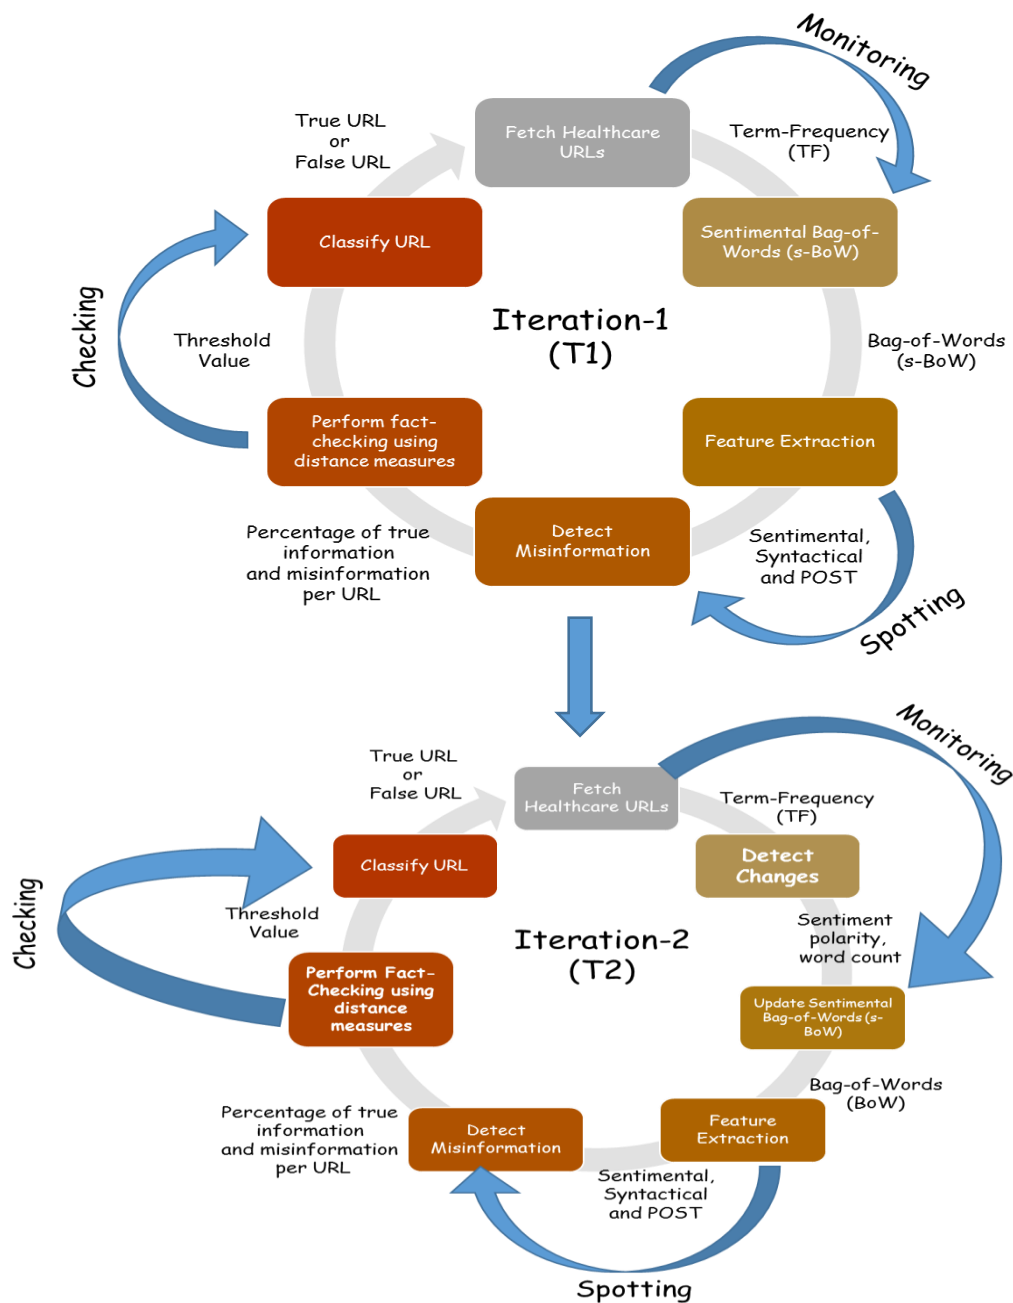 Monitoring
Fetch Healthcare
URLs
True URL
or
False URL
Term-Frequency
(TF)
Classify URL
Sentimental Bag-of-
Words (s-BoW)
Checking
Iteration-1
(T1)
Threshold
Value
Bag-of-Words
(s-BoW)
Perform fact-
checking using
distance measures
Feature Extraction
Detect
Misinformation
Percentage of true
information
and misinformation
per URL
Sentimental,
Syntactical
and POST
Spotting
Monitoring
True URL
or
False URL
Fetch
Healthcare URLs
Term-Frequency
(TF)
Classify URL
Detect
Changes
Checking
Threshold
Value
Iteration-2
(T2)
Sentiment
polarity,
word count
Perform Fact-
Checking using
distance
measures
Update Sentimental
Bag-of-Words (s-
BoW)
Bag-of-Words
(BoW)
Percentage of true
information
and misinformation
per URL
Detect
Misinformation
Feature
Extraction
Sentimental,
Syntactical
and POST
Spotting